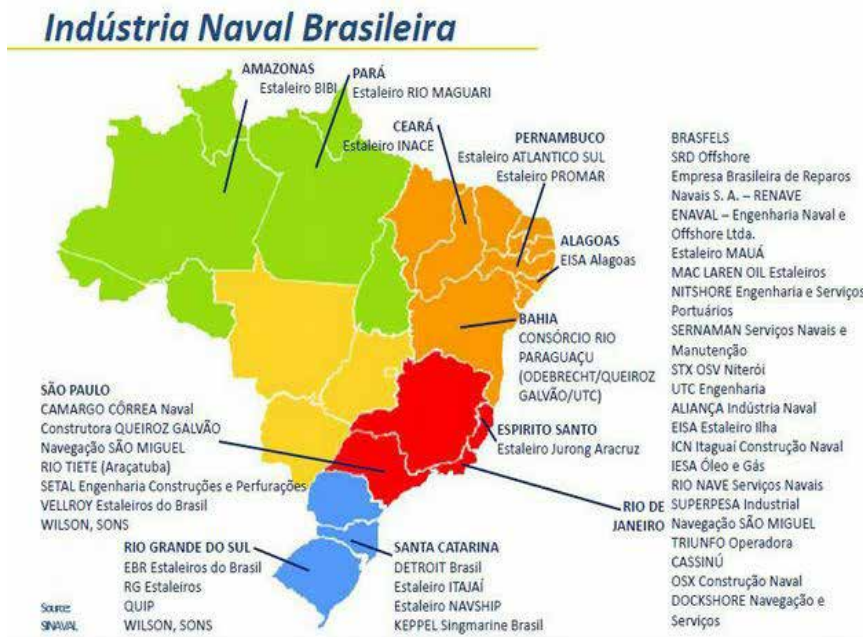 Indústria Naval Brasileira
AMAZONAS
Estaleiro BIBI
PARÁ
Estaleiro RIO MAGUARI
CEARÁ
Estaleiro INACE
PERNAMBUCO
Estaleiro ATLANTICO SUL
Estaleiro PROMAR
ALAGOAS
EISA Alagoas
BAHIA
CONSÓRCIO RIO
PARAGUAÇU
(ODEBRECHT/QUEIROZ
GALVÃO/UTC)
ESPIRITO SANTO
Estaleiro Jurong Aracruz
RIO DE
JANEIRO
BRASFELS
SRD Offshore
Empresa Brasileira de Reparos
Navais S. A. – RENAVE
ENAVAL – Engenharia Naval e
Offshore Ltda.
Estaleiro MAUÁ
MAC LAREN OIL Estaleiros
NITSHORE Engenharia e Serviços
Portuários
SERNAMAN Serviços Navais e
Manutenção
STX OSV Niterói
UTC Engenharia
ALIANÇA Indústria Naval
EISA Estaleiro Ilha
ICN Itaguaí Construção Naval
IESA Óleo e Gás
RIO NAVE Serviços Navais
SUPERPESA Industrial
Navegação SÃO MIGUEL
TRIUNFO Operadora
CASSINÚ
OSX Construção Naval
DOCKSHORE Navegação e
Serviços
SÃO PAULO
CAMARGO CÔRREA Naval
Construtora QUEIROZ GALVÃO
Navegação SÃO MIGUEL
RIO TIETE (Araçatuba)
SETAL Engenharia Construções e Perfurações
VELLROY Estaleiros do Brasil
WILSON, SONS
RIO GRANDE DO SUL
EBR Estaleiros do Brasil
RG Estaleiros
QUIP
WILSON, SONS
SANTA CATARINA
DETROIT Brasil
Estaleiro ITAJAÍ
Estaleiro NAVSHIP
KEPPEL Singmarine Brasil
Source:
SINAVAL